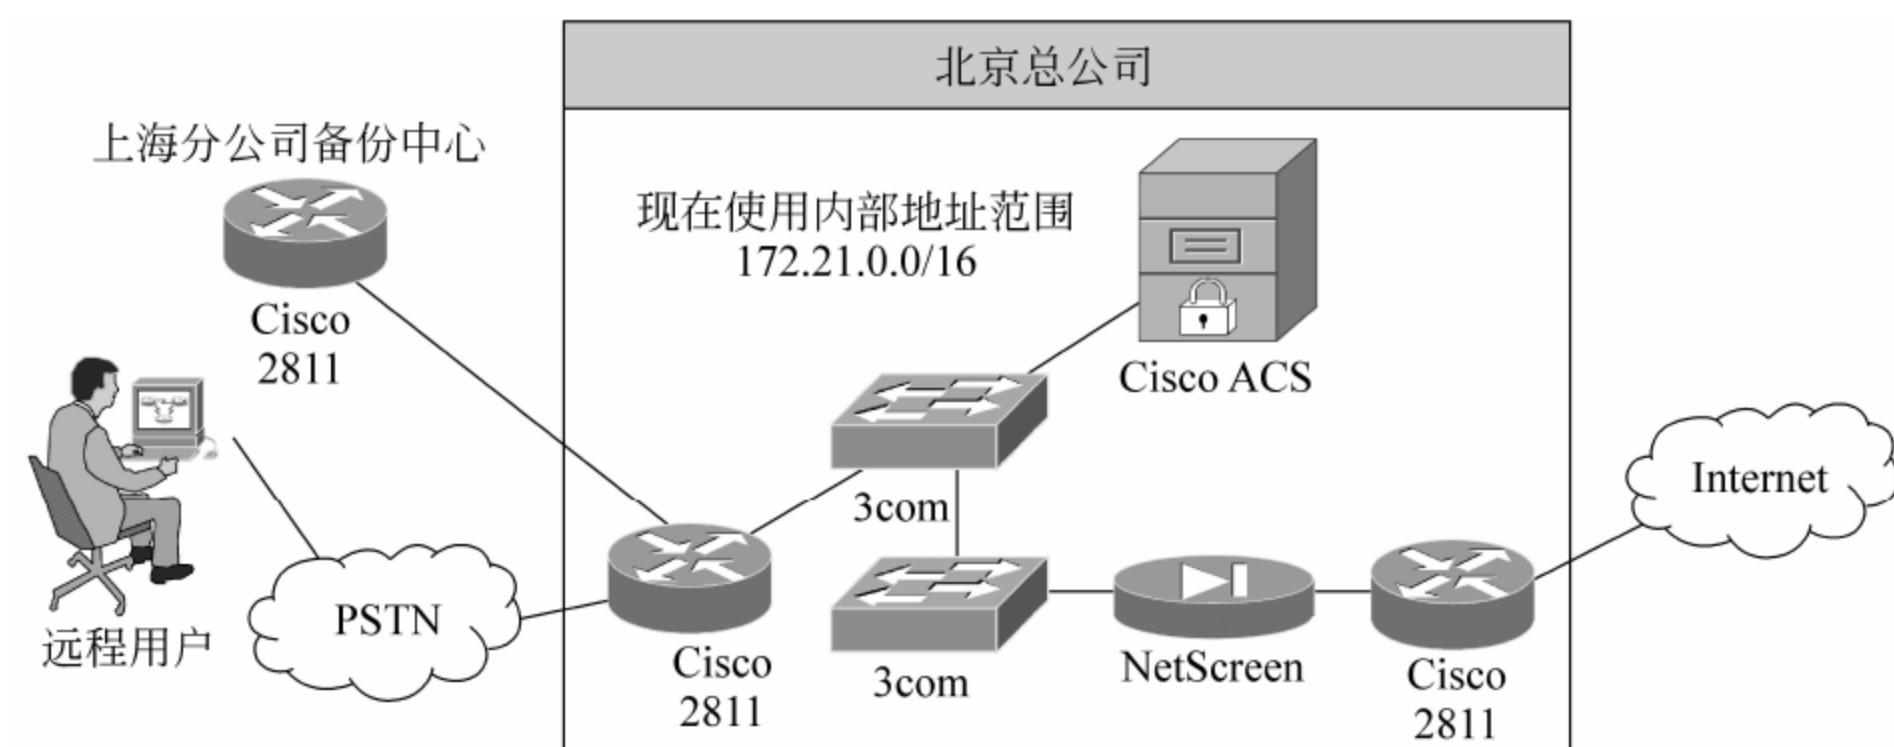 北京总公司
上海分公司备份中心
Cisco
2811
现在使用内部地址范围
172.21.0.0/16
Cisco ACS
3com
Internet
远程用户
PSTN
Cisco
2811
3com
NetScreen
Cisco
2811